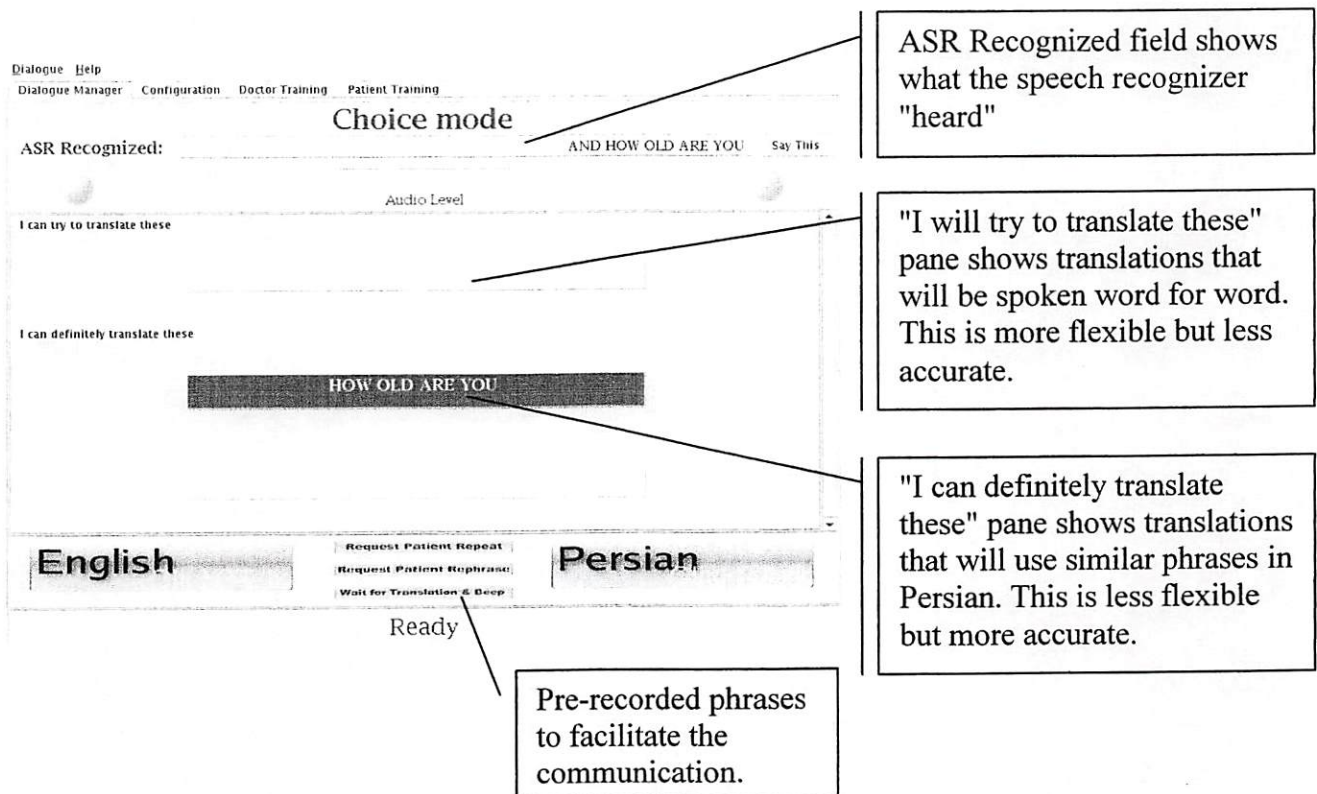 Dialogue Help
Dialogue Manager Configuration Doctor Training Patient Training
Choice mode
ASR Recognized: AND HOW OLD ARE YOU Say This
Audio Level
I can try to translate these
I can definitely translate these
HOW OLD ARE YOU
English
Request Patient Repeat
Request Patient Rephrase
Wait for Translation & Beep
Persian
Ready
ASR Recognized field shows
what the speech recognizer
"heard"
"I will try to translate these"
pane shows translations that
will be spoken word for word.
This is more flexible but less
accurate.
"I can definitely translate
these" pane shows translations
that will use similar phrases in
Persian. This is less flexible
but more accurate.
Pre-recorded phrases
to facilitate the
communication.